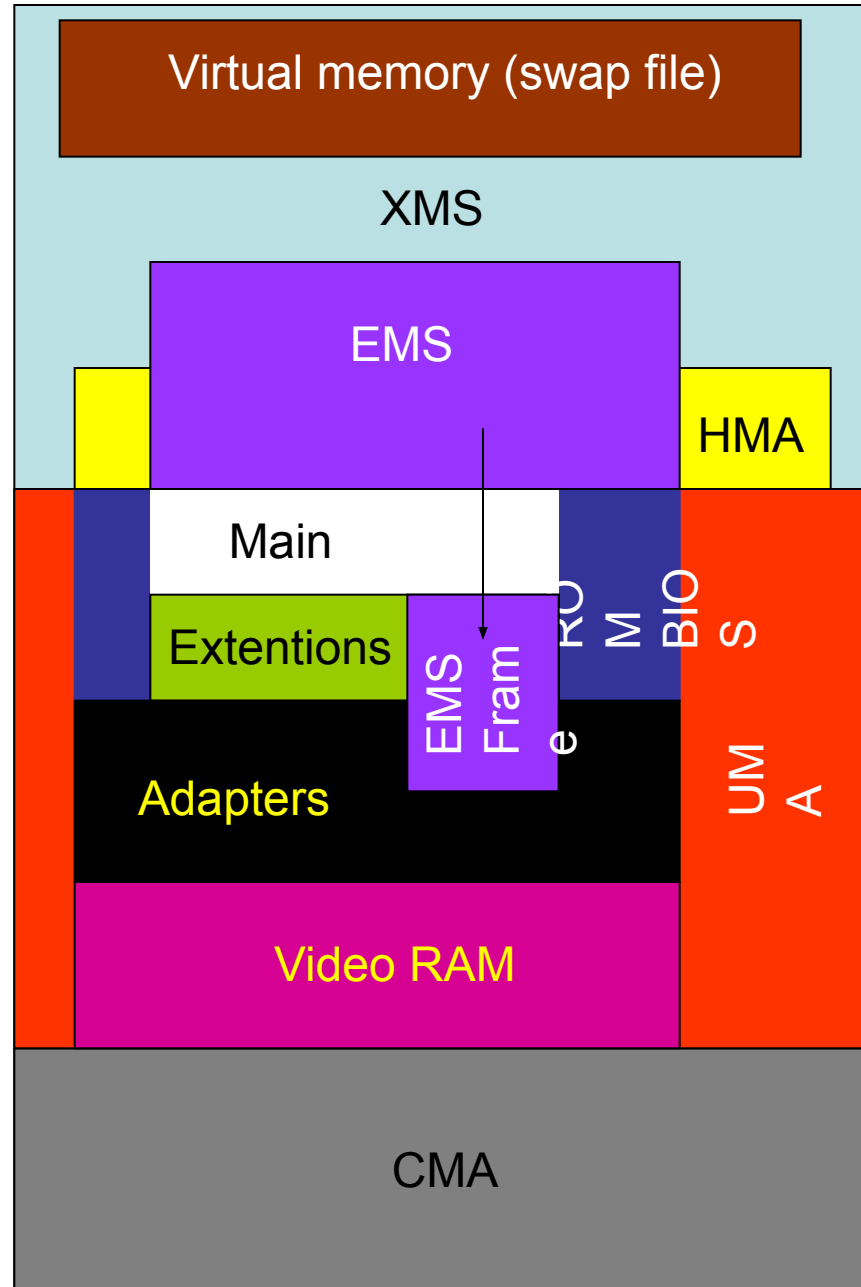 Virtual memory (swap file)
XMS
EMS
HMA
Main
Extentions
EMS
Fram
e
RO
M
BIO
S
Adapters
UM
A
Video RAM
CMA